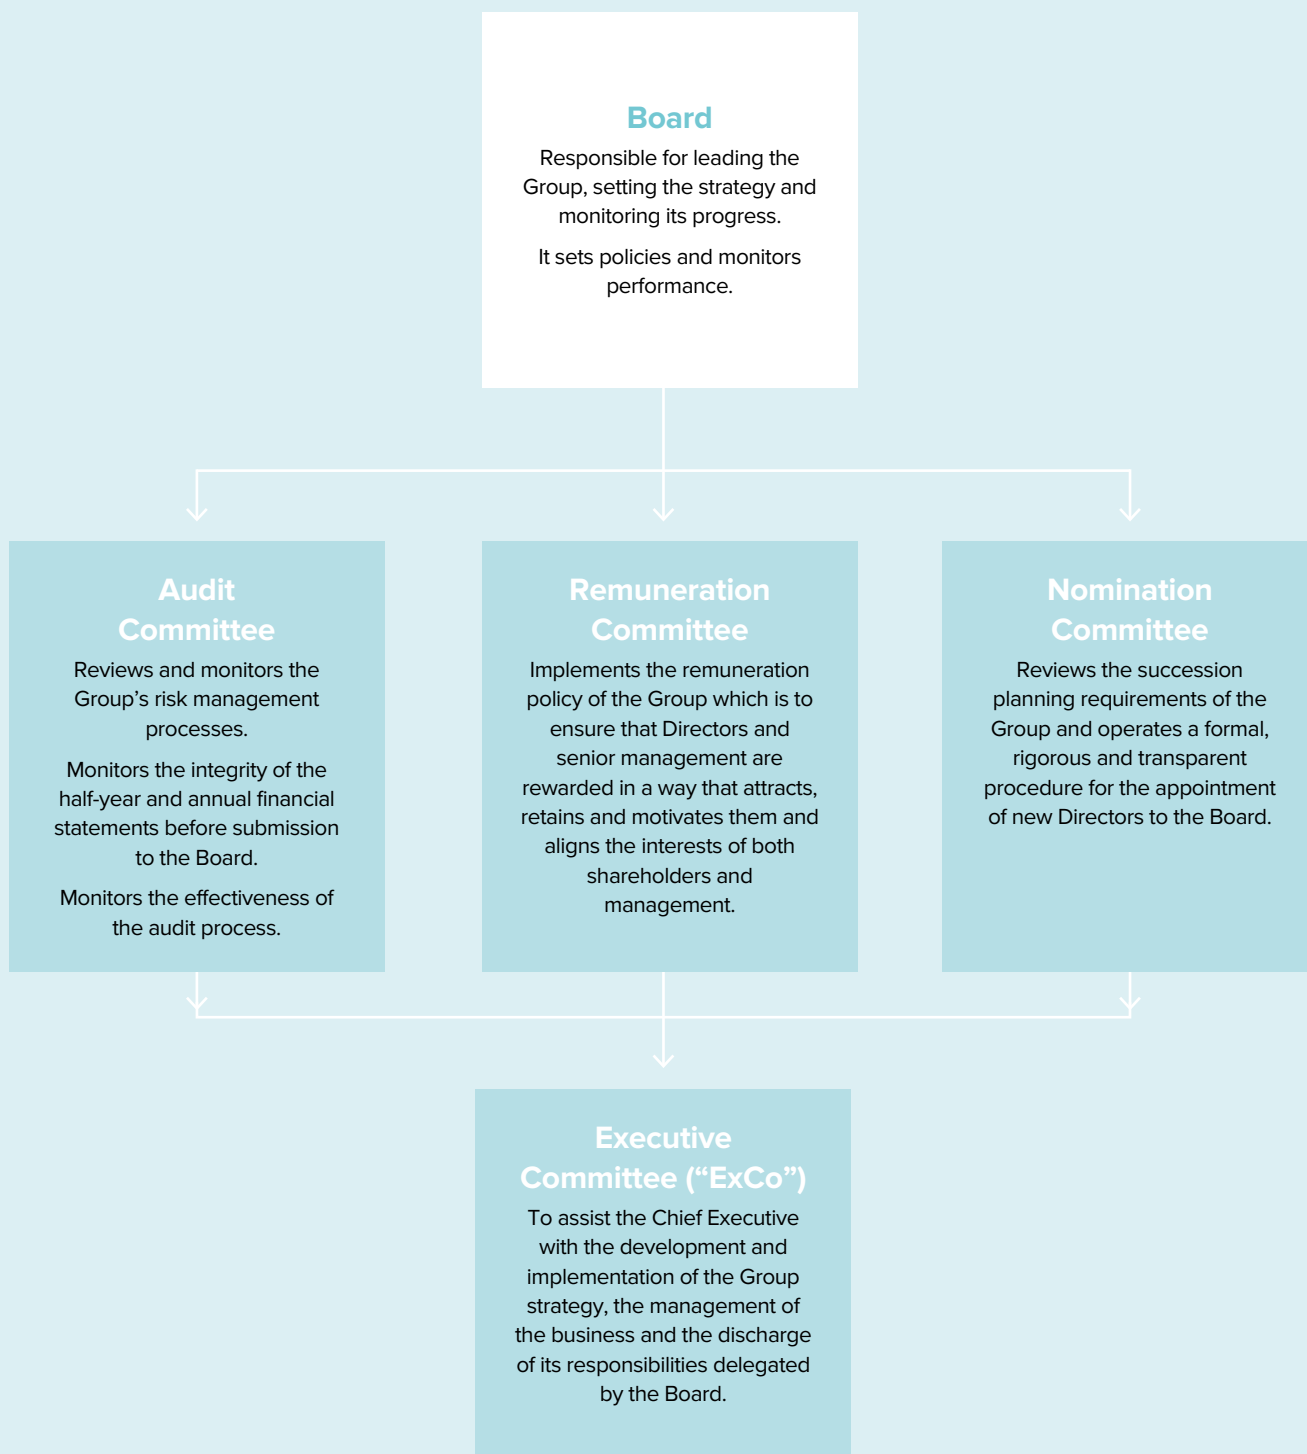 Board
Responsible for leading the
Group, setting the strategy and
monitoring its progress.
It sets policies and monitors
performance.
Audit
Committee
Reviews and monitors the
Group’s risk management
processes.
Monitors the integrity of the
half-year and annual financial
statements before submission
to the Board.
Monitors the effectiveness of
the audit process.
Remuneration
Committee
Implements the remuneration
policy of the Group which is to
ensure that Directors and
senior management are
rewarded in a way that attracts,
retains and motivates them and
aligns the interests of both
shareholders and
management.
Nomination
Committee
Reviews the succession
planning requirements of the
Group and operates a formal,
rigorous and transparent
procedure for the appointment
of new Directors to the Board.
Executive
Committee (“ExCo”)
To assist the Chief Executive
with the development and
implementation of the Group
strategy, the management of
the business and the discharge
of its responsibilities delegated
by the Board.